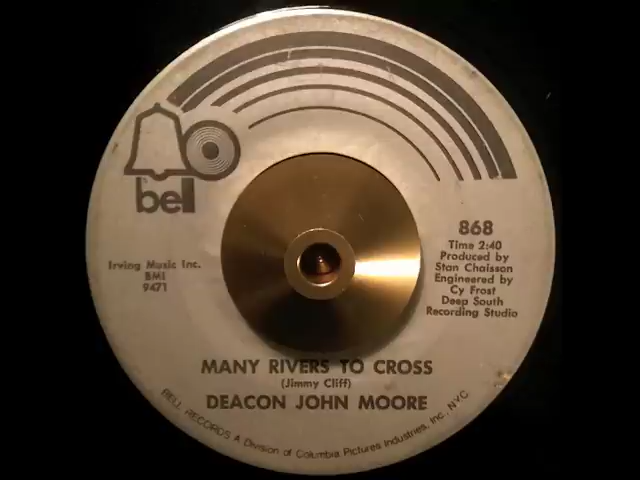 bell
868
Time 2:40
Produced by
Stan Chaisson
Engineered by
Cy Frost
Deep South
Recording Studio
Irving Music Inc.
BMI
9471
MANY RIVERS TO CROSS
(Jimmy Cliff)
DEACON JOHN MOORE
BELL RECORDS A Division of Columbia Pictures Industries, Inc., N.Y.C.